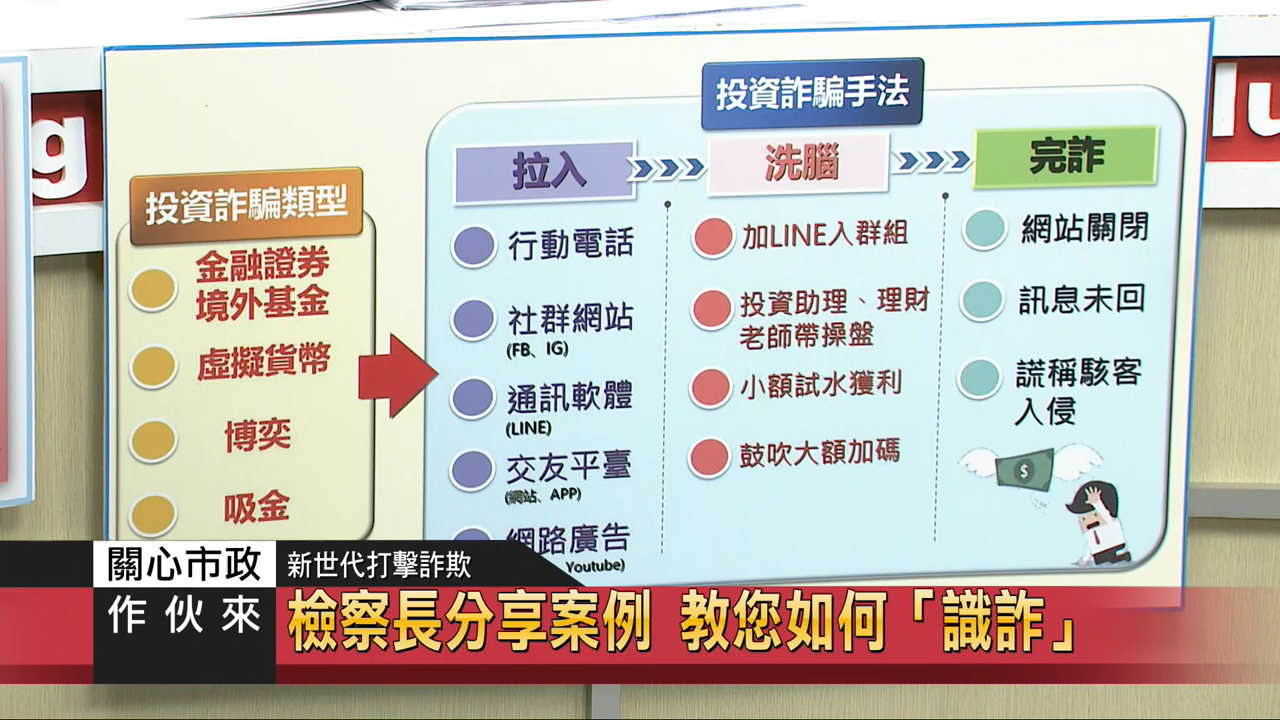 g
lu
投資詐騙手法
拉入
洗腦
完詐
投資詐騙類型
金融證券
境外基金
虛擬貨幣
博奕
吸金
行動電話
社群網站
(FB、IG)
通訊軟體
(LINE)
交友平臺
(網站、APP)
網路廣告
Youtube)
加LINE入群組
投資助理、理財
老師帶操盤
小額試水獲利
鼓吹大額加碼
網站關閉
訊息未回
謊稱駭客
入侵
$
關心市政
作伙來
新世代打擊詐欺
檢察長分享案例 教您如何「識詐」